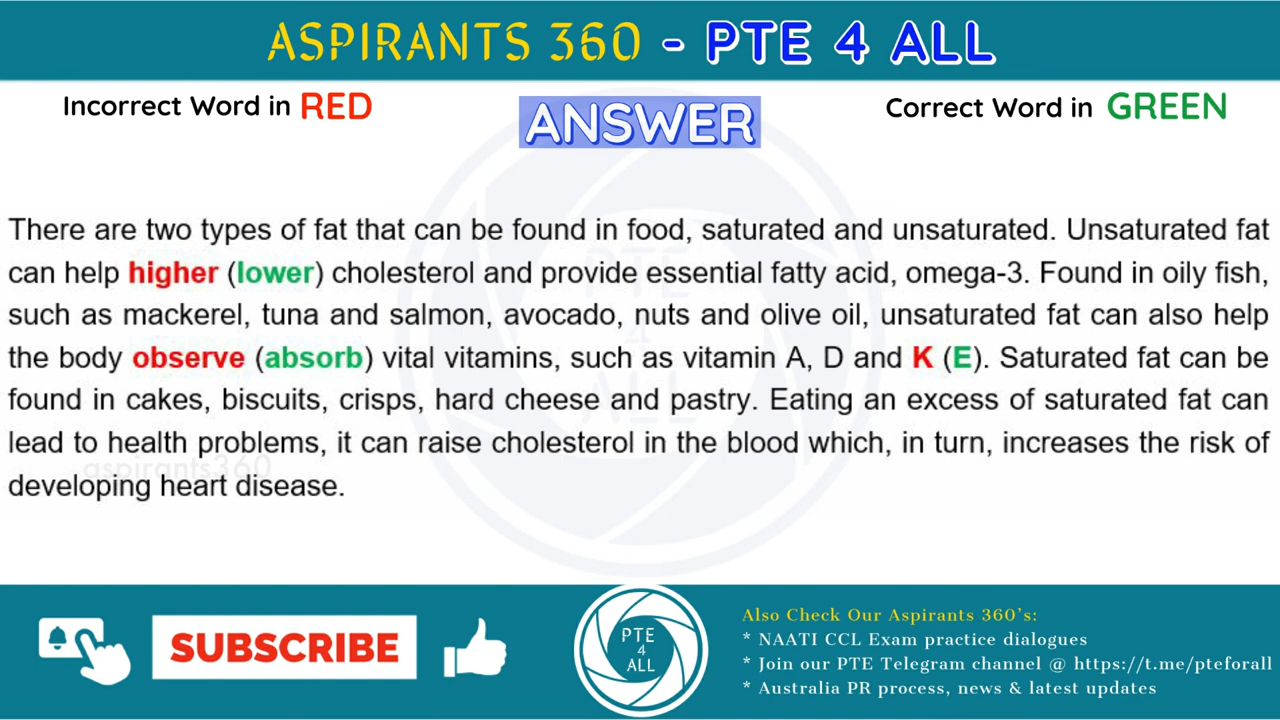 ASPIRANTS 360 - PTE 4 ALL
Incorrect Word in RED
ANSWER
Correct Word in GREEN
There are two types of fat that can be found in food, saturated and unsaturated. Unsaturated fat
can help higher (lower) cholesterol and provide essential fatty acid, omega-3. Found in oily fish,
such as mackerel, tuna and salmon, avocado, nuts and olive oil, unsaturated fat can also help
the body observe (absorb) vital vitamins, such as vitamin A, D and K (E). Saturated fat can be
found in cakes, biscuits, crisps, hard cheese and pastry. Eating an excess of saturated fat can
lead to health problems, it can raise cholesterol in the blood which, in turn, increases the risk of
aspirants360
developing heart disease.
PTE
4
ALL
SUBSCRIBE
PTE
4
ALL
Also Check Our Aspirants 360's:
* NAATI CCL Exam practice dialogues
* Join our PTE Telegram channel @ https://t.me/pteforall
* Australia PR process, news & latest updates